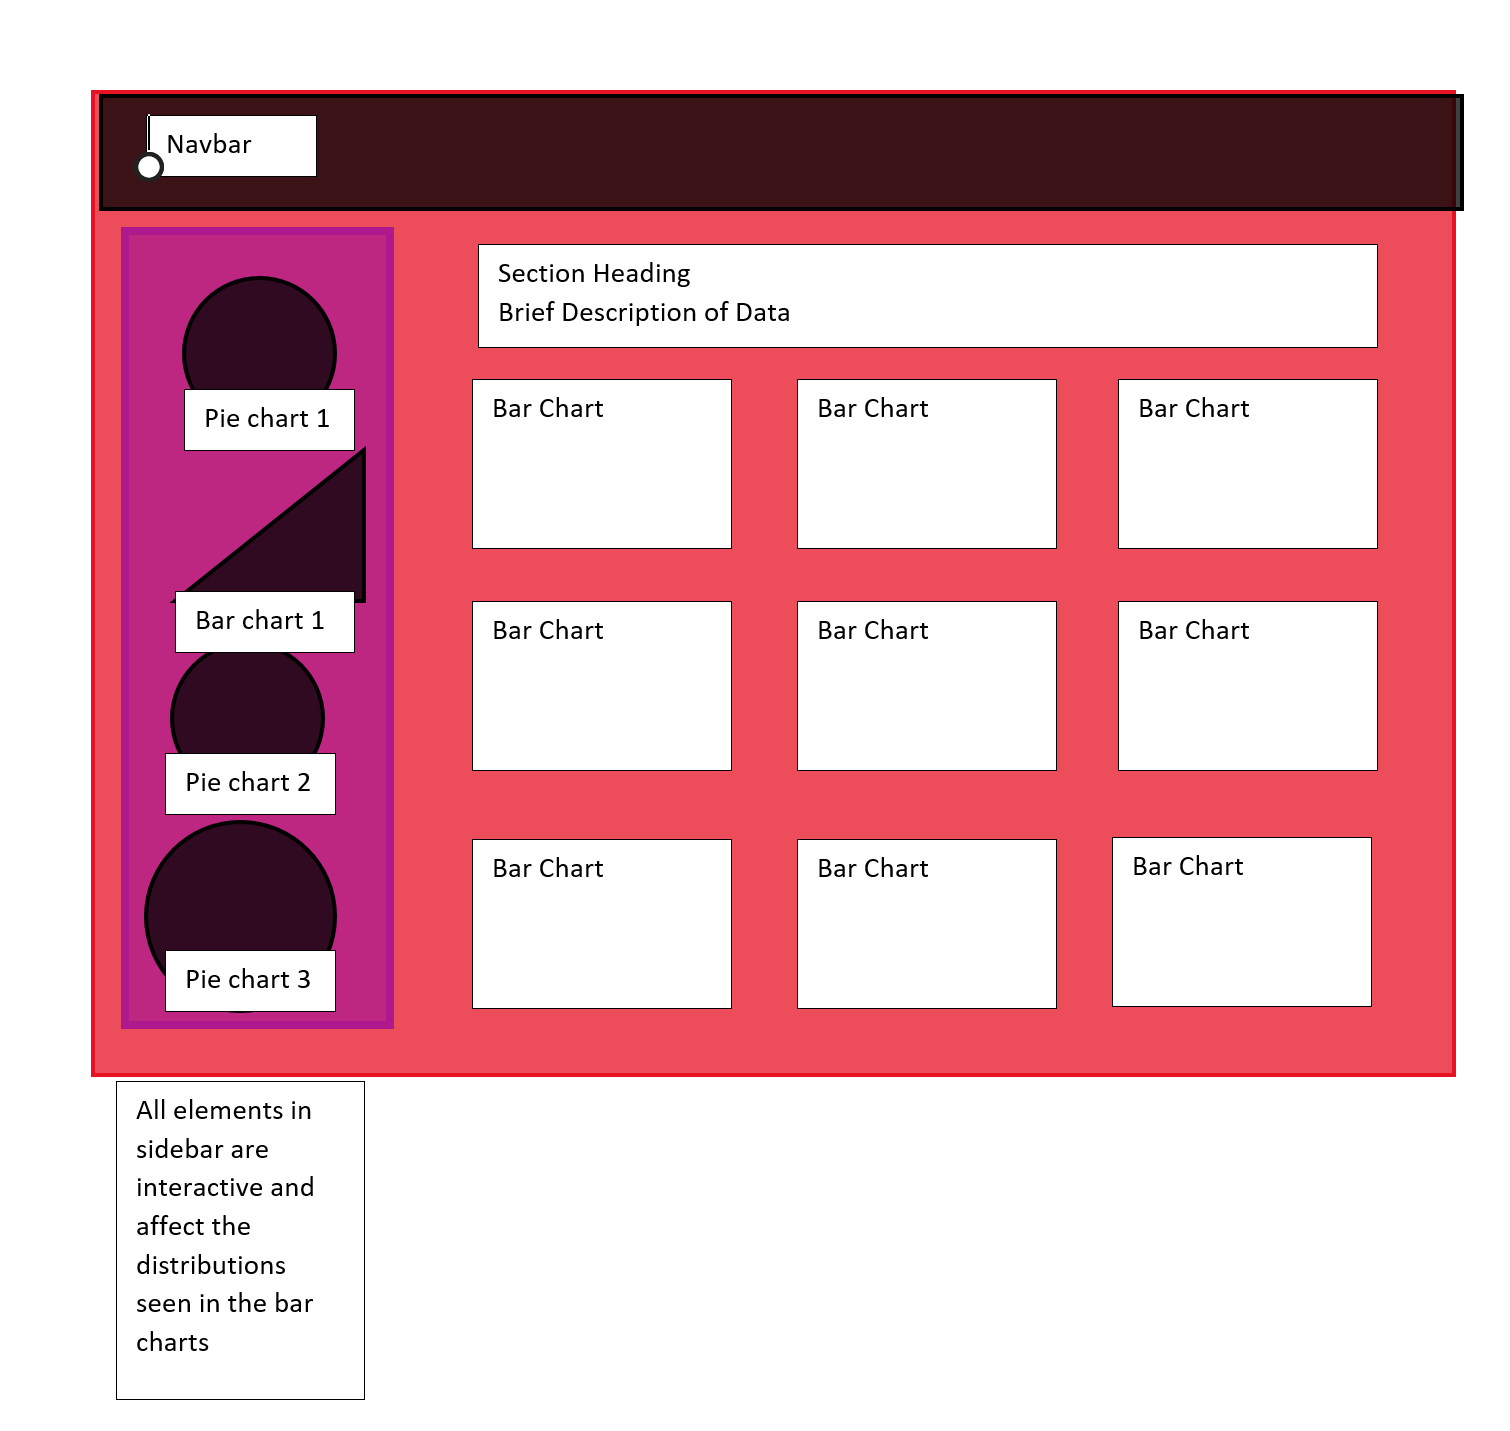 Navbar
Section Heading
Brief Description of Data
Pie chart 1
Bar chart 1
Pie chart 2
Pie chart 3
Bar Chart
Bar Chart
Bar Chart
Bar Chart
Bar Chart
Bar Chart
Bar Chart
Bar Chart
Bar Chart
All elements in
sidebar are
interactive and
affect the
distributions
seen in the bar
charts